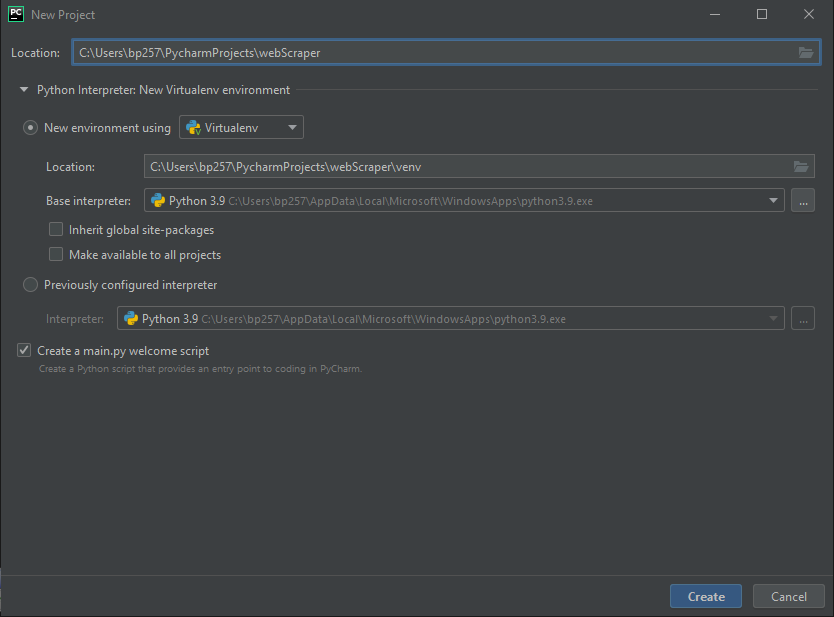 PC New Project
Location: C:\Users\bp257\PycharmProjects\webScraper
Python Interpreter: New Virtualenv environment
New environment using Virtualenv
Location: C:\Users\bp257\PycharmProjects\webScraper\venv
Base interpreter: Python 3.9 C:\Users\bp257\AppData\Local\Microsoft\WindowsApps\python3.9.exe ...
Inherit global site-packages
Make available to all projects
Previously configured interpreter
Interpreter: Python 3.9 C:\Users\bp257\AppData\Local\Microsoft\WindowsApps\python3.9.exe ...
Create a main.py welcome script
Create a Python script that provides an entry point to coding in PyCharm.
Create Cancel